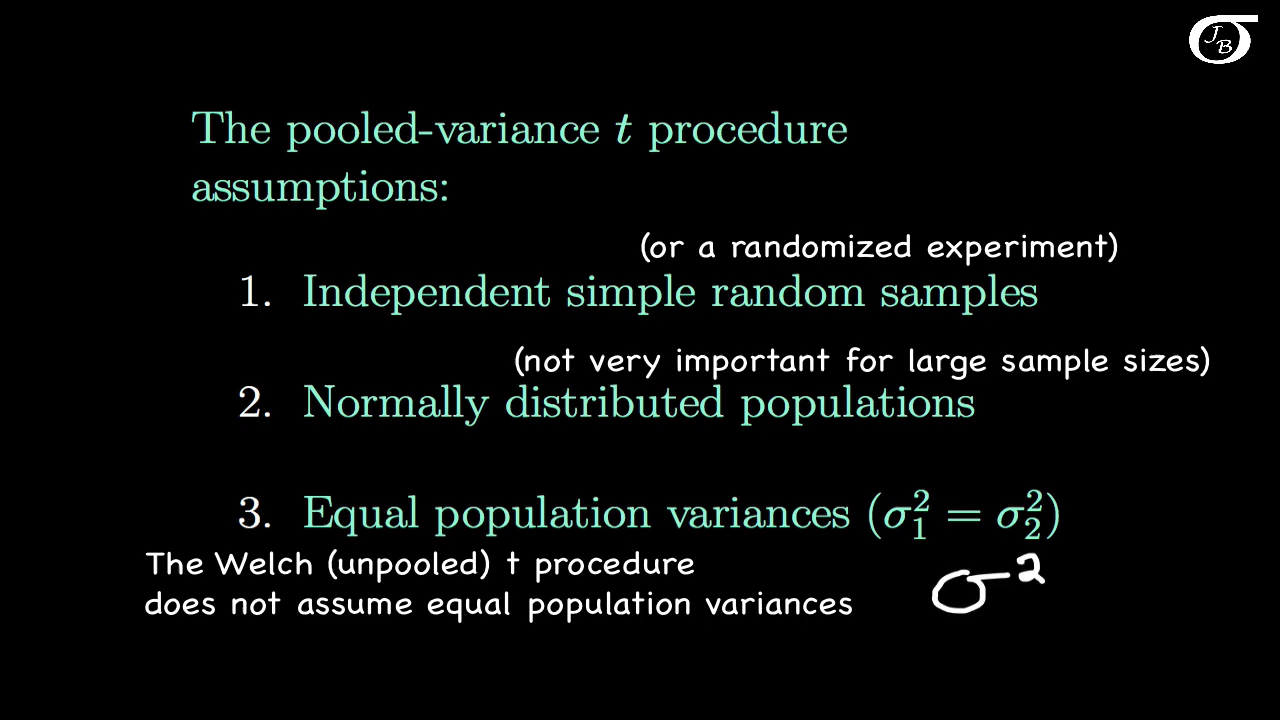 σ J B
The pooled-variance t procedure
assumptions:
(or a randomized experiment)
1. Independent simple random samples
(not very important for large sample sizes)
2. Normally distributed populations
3. Equal population variances (σ₁² = σ₂²)
The Welch (unpooled) t procedure
does not assume equal population variances
σ²